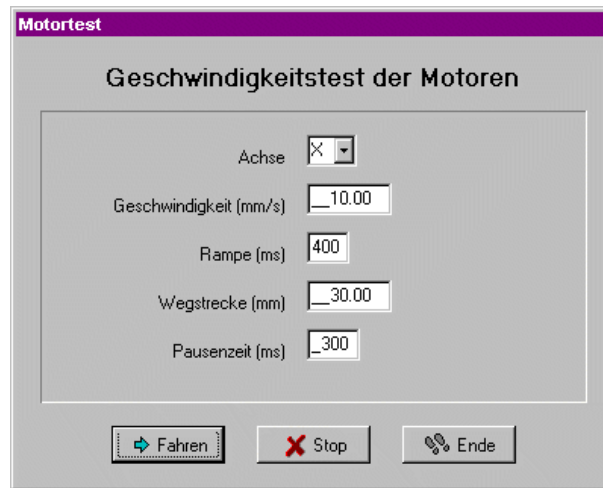 Motortest
Geschwindigkeitstest der Motoren
Achse X
Geschwindigkeit (mm/s) __10.00
Rampe (ms) 400
Wegstrecke (mm) __30.00
Pausenzeit (ms) _300
Fahren Stop Ende